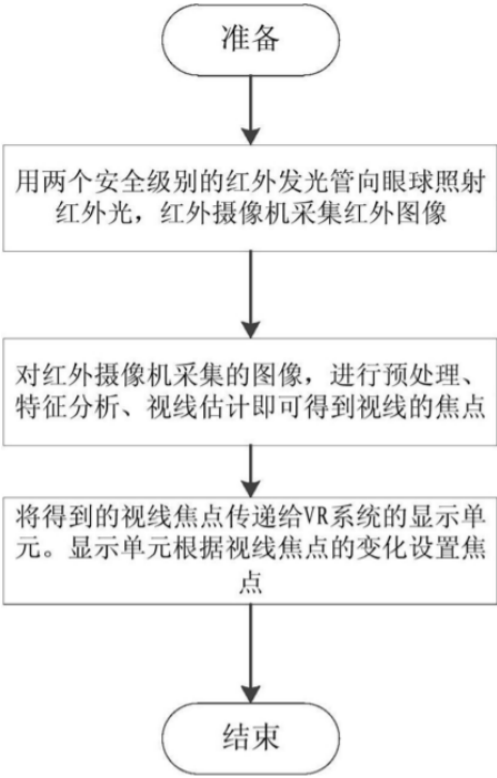 准备
用两个安全级别的红外发光管向眼球照射
红外光，红外摄像机采集红外图像
对红外摄像机采集的图像，进行预处理、
特征分析、视线估计即可得到视线的焦点
将得到的视线焦点传递给VR系统的显示单
元。显示单元根据视线焦点的变化设置焦
点
结束